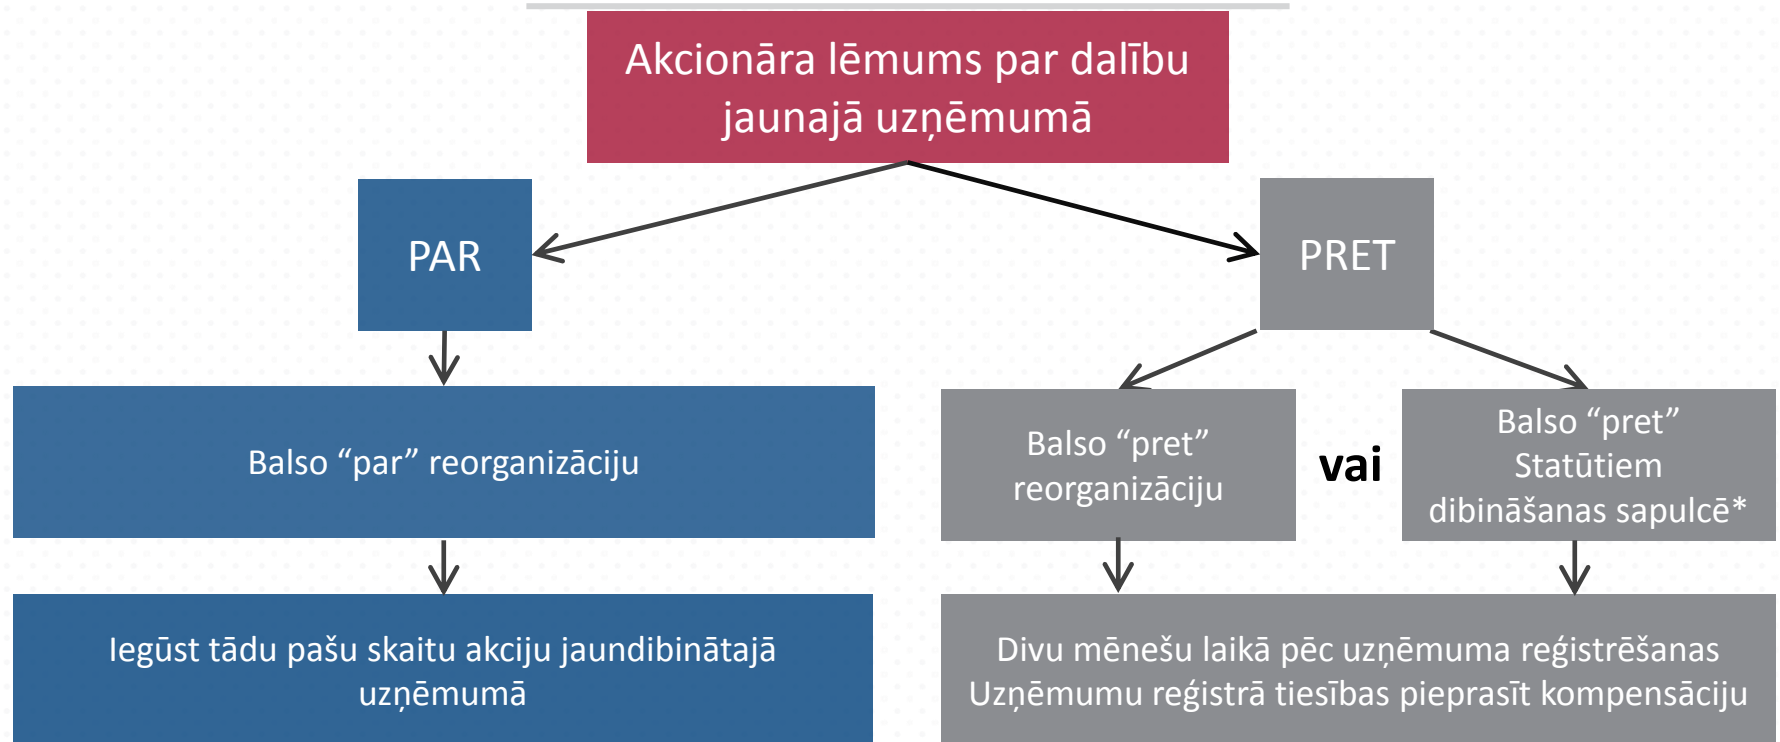 Akcionāra lēmums par dalību
jaunajā uzņēmumā
PAR
PRET
Balso “par” reorganizāciju
Balso “pret”
reorganizāciju
vai
Balso “pret”
Statūtiem
dibināšanas sapulcē*
Iegūst tādu pašu skaitu akciju jaundibinātajā
uzņēmumā
Divu mēnešu laikā pēc uzņēmuma reģistrēšanas
Uzņēmumu reģistrā tiesības pieprasīt kompensāciju